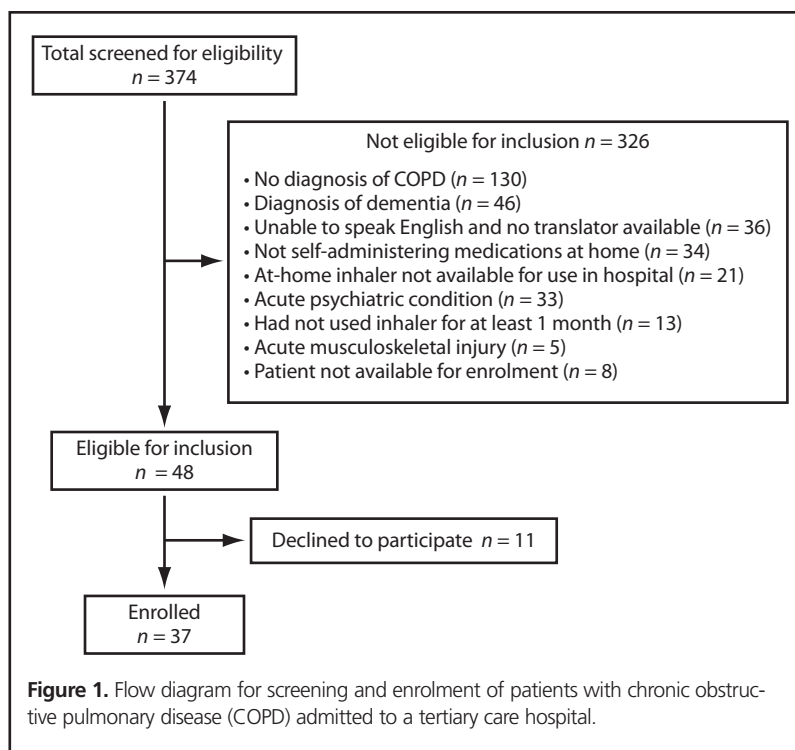 Total screened for eligibility
n = 374
Not eligible for inclusion n = 326
• No diagnosis of COPD (n = 130)
• Diagnosis of dementia (n = 46)
• Unable to speak English and no translator available (n = 36)
• Not self-administering medications at home (n = 34)
• At-home inhaler not available for use in hospital (n = 21)
• Acute psychiatric condition (n = 33)
• Had not used inhaler for at least 1 month (n = 13)
• Acute musculoskeletal injury (n = 5)
• Patient not available for enrolment (n = 8)
Eligible for inclusion
n = 48
Declined to participate n = 11
Enrolled
n = 37
Figure 1. Flow diagram for screening and enrolment of patients with chronic obstruc-
tive pulmonary disease (COPD) admitted to a tertiary care hospital.